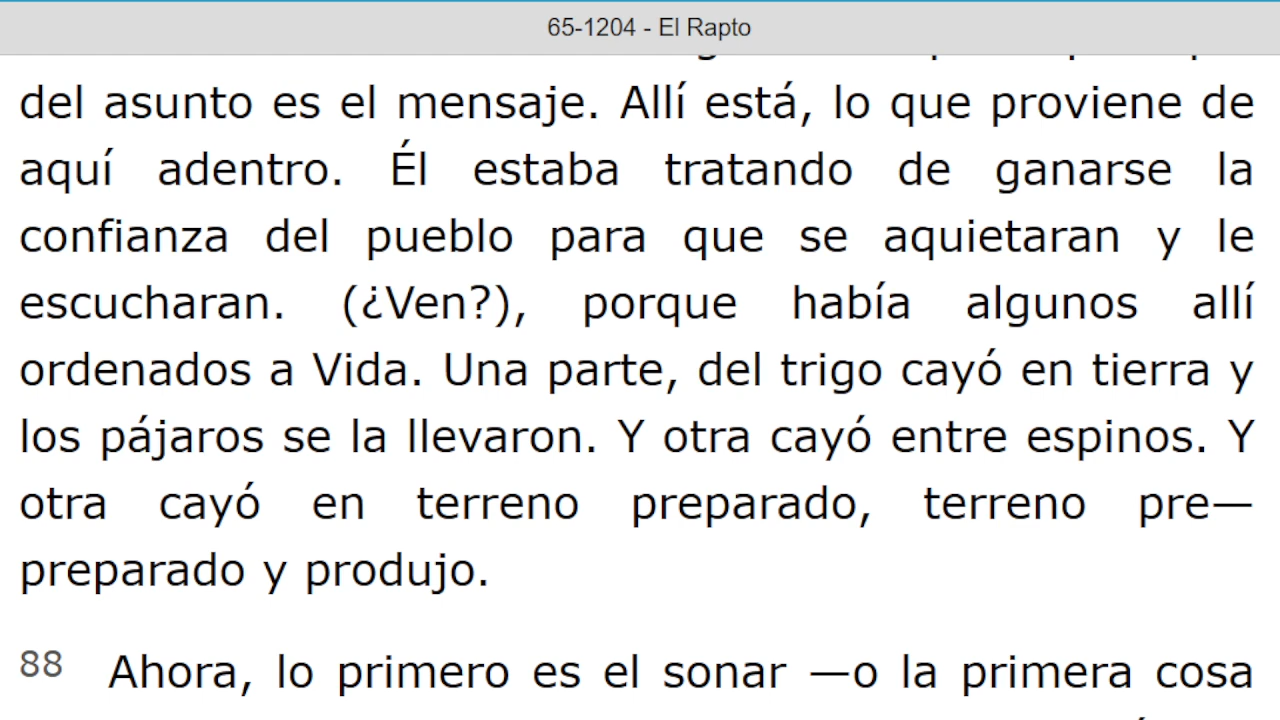 65-1204 - El Rapto
del asunto es el mensaje. Allí está, lo que proviene de
aquí adentro. Él estaba tratando de ganarse la
confianza del pueblo para que se aquietaran y le
escucharan. (¿Ven?), porque había algunos allí
ordenados a Vida. Una parte, del trigo cayó en tierra y
los pájaros se la llevaron. Y otra cayó entre espinos. Y
otra cayó en terreno preparado, terreno pre—
preparado y produjo.
88 Ahora, lo primero es el sonar —o la primera cosa